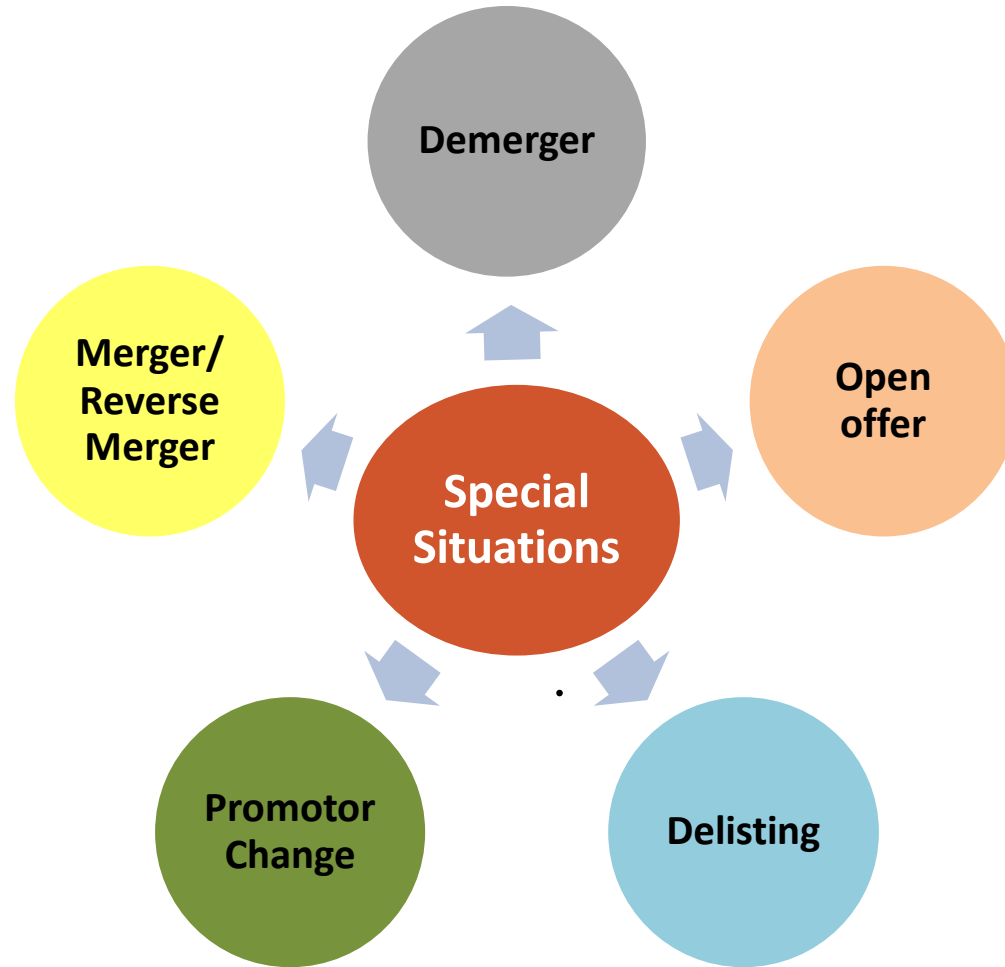 Demerger
Merger/
Reverse
Merger
Open
offer
Special
Situations
.
Promotor
Change
Delisting